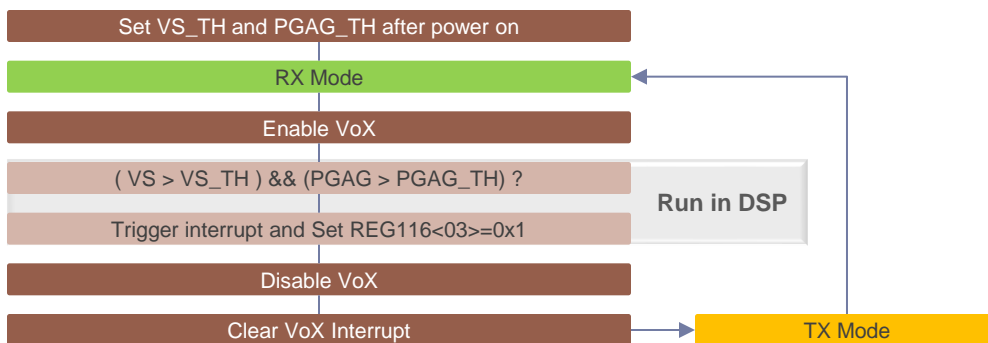 Set VS_TH and PGAG_TH after power on
RX Mode
Enable VoX
( VS > VS_TH ) && (PGAG > PGAG_TH) ?
Run in DSP
Trigger interrupt and Set REG116<03>=0x1
Disable VoX
Clear VoX Interrupt
TX Mode